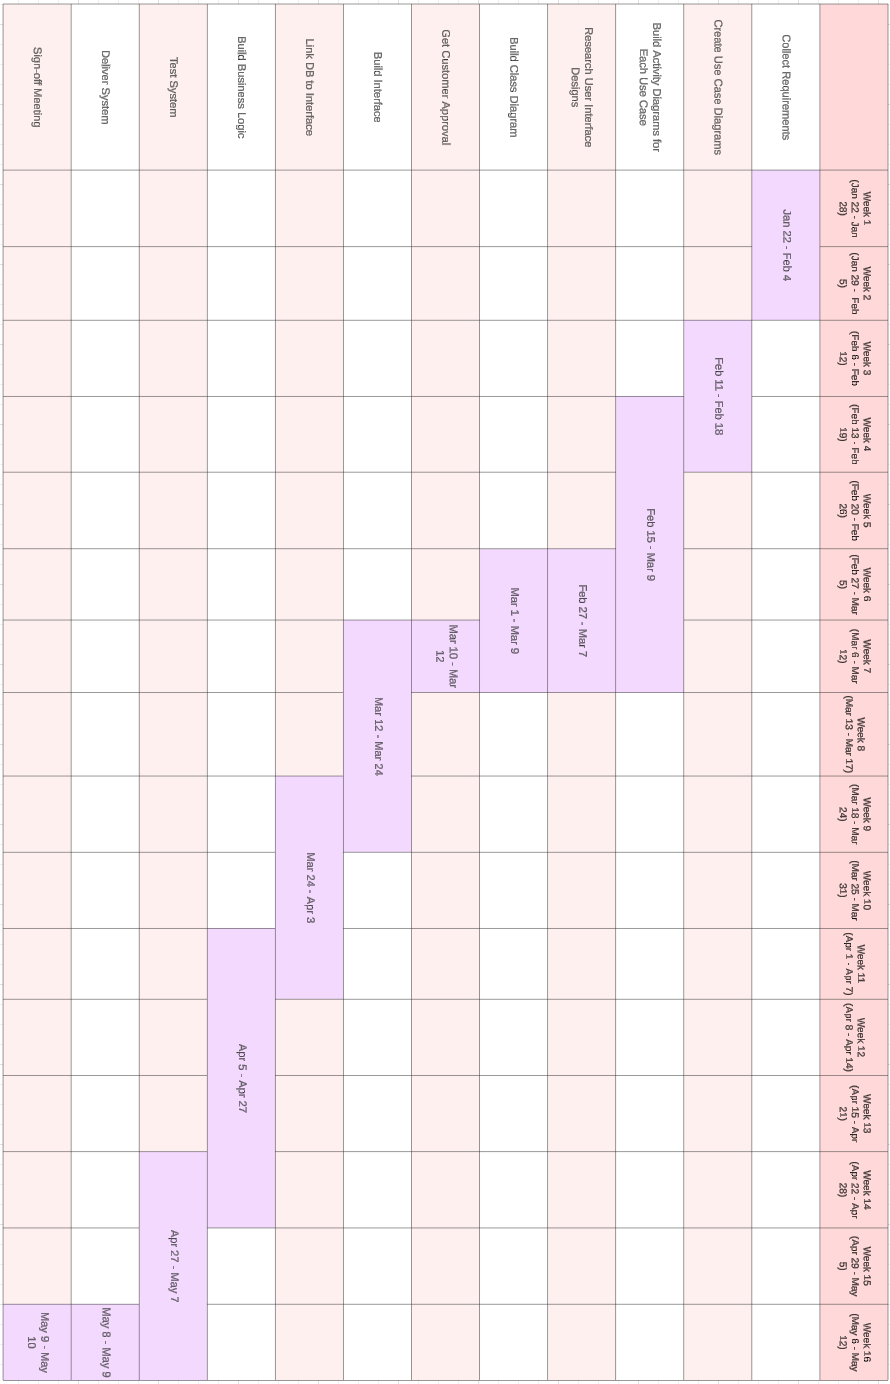 Week 1
(Jan 22 - Jan
28)
Week 2
(Jan 29 - Feb
5)
Week 3
(Feb 6 - Feb
12)
Week 4
(Feb 13 - Feb
19)
Week 5
(Feb 20 - Feb
26)
Week 6
(Feb 27 - Mar
5)
Week 7
(Mar 6 - Mar
12)
Week 8
(Mar 13 - Mar 17)
Week 9
(Mar 18 - Mar
24)
Week 10
(Mar 25 - Mar
31)
Week 11
(Apr 1 - Apr 7)
Week 12
(Apr 8 - Apr 14)
Week 13
(Apr 15 - Apr
21)
Week 14
(Apr 22 - Apr
28)
Week 15
(Apr 29 - May
5)
Week 16
(May 6 - May
12)
Collect Requirements
Jan 22 - Feb 4
Create Use Case Diagrams
Feb 11 - Feb 18
Build Activity Diagrams for
Each Use Case
Feb 15 - Mar 9
Research User Interface
Designs
Feb 27 - Mar 7
Build Class Diagram
Mar 1 - Mar 9
Get Customer Approval
Mar 10 - Mar
12
Build Interface
Mar 12 - Mar 24
Link DB to Interface
Mar 24 - Apr 3
Build Business Logic
Apr 5 - Apr 27
Test System
Apr 27 - May 7
Deliver System
May 8 - May 9
Sign-off Meeting
May 9 - May
10